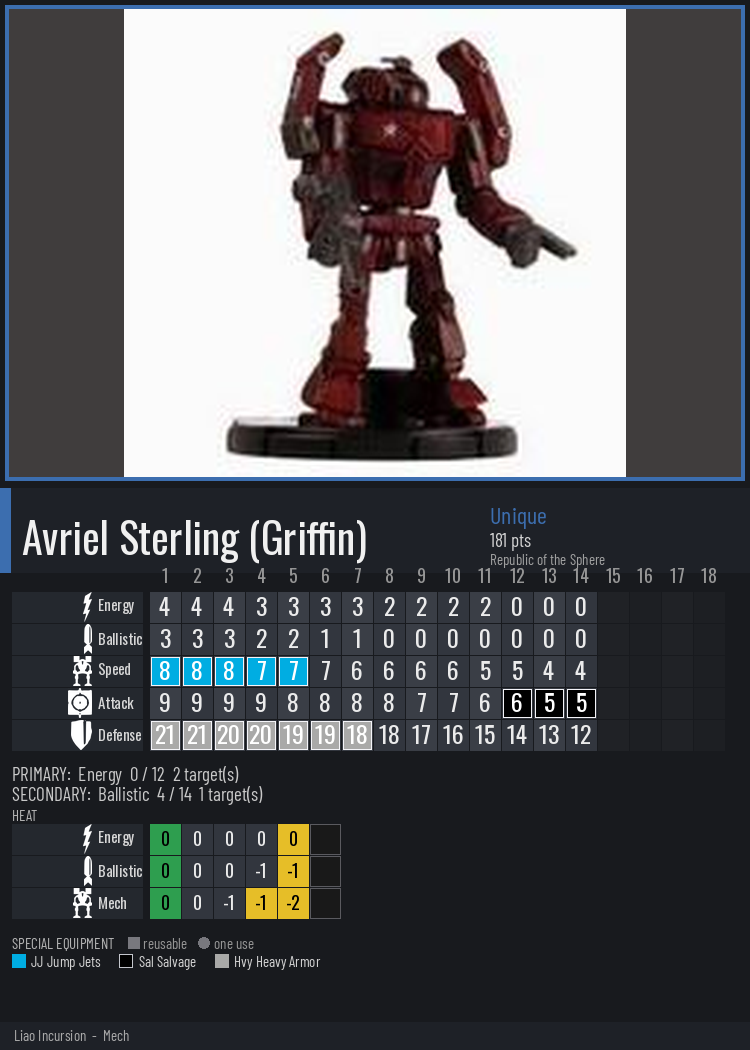 Avriel Sterling (Griffin)
Unique
181 pts
Republic of the Sphere
1 2 3 4 5 6 7 8 9 10 11 12 13 14 15 16 17 18
Energy 4 4 4 3 3 3 3 2 2 2 2 0 0 0
Ballistic 3 3 3 2 2 1 1 0 0 0 0 0 0 0
Speed 8 8 8 7 7 7 6 6 6 6 5 5 4 4
Attack 9 9 9 9 8 8 8 8 7 7 6 6 5 5
Defense 21 21 20 20 19 19 18 18 17 16 15 14 13 12
PRIMARY: Energy 0 / 12 2 target(s)
SECONDARY: Ballistic 4 / 14 1 target(s)
HEAT
Energy 0 0 0 0 0
Ballistic 0 0 0 -1 -1
Mech 0 0 -1 -1 -2
SPECIAL EQUIPMENT reusable one use
JJ Jump Jets Sal Salvage Hvy Heavy Armor
Liao Incursion - Mech